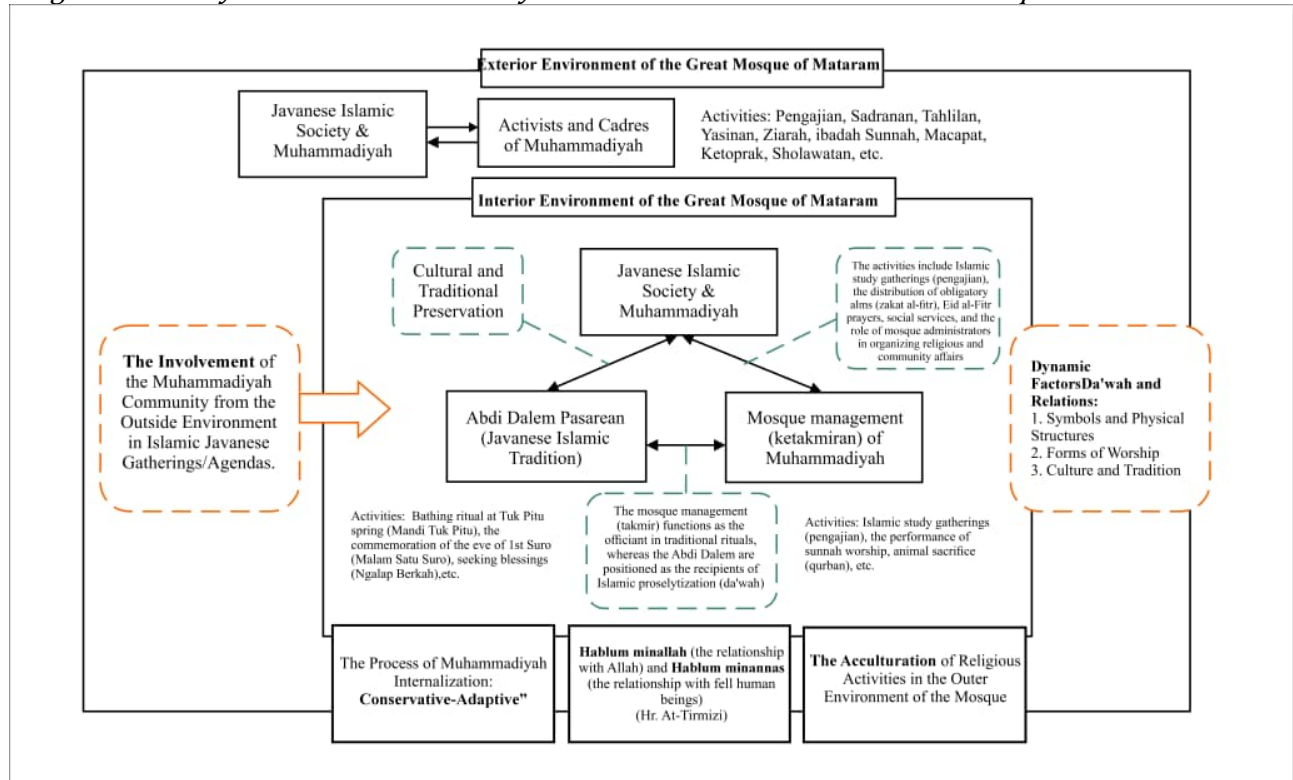 Exterior Environment of the Great Mosque of Mataram
Javanese Islamic
Society &
Muhammadiyah
Activists and Cadres
of Muhammadiyah
Activities: Pengajian, Sadranan, Tahlilan,
Yasinan, Ziarah, ibadah Sunnah, Macapat,
Ketoprak, Sholawatan, etc.
Interior Environment of the Great Mosque of Mataram
Cultural and
Traditional
Preservation
Javanese Islamic
Society &
Muhammadiyah
The activities include Islamic
study gatherings (pengajian),
the distribution of obligatory
alms (zakat al-fitr), Eid al-Fitr
prayers, social services, and the
role of mosque administrators
in organizing religious and
community affairs
The Involvement of
the Muhammadiyah
Community from the
Outside Environment
in Islamic Javanese
Gatherings/Agendas.
Abdi Dalem Pasarean
(Javanese Islamic
Tradition)
Mosque management
(ketakmiran) of
Muhammadiyah
Dynamic
FactorsDa'wah and
Relations:
1. Symbols and Physical
Structures
2. Forms of Worship
3. Culture and Tradition
Activities: Bathing ritual at Tuk Pitu
spring (Mandi Tuk Pitu), the
commemoration of the eve of 1st Suro
(Malam Satu Suro), seeking blessings
(Ngalap Berkah),etc.
The mosque management
(takmir) functions as the
officiant in traditional rituals,
whereas the Abdi Dalem are
positioned as the recipients of
Islamic proselytization (da'wah)
Activities: Islamic study gatherings
(pengajian), the performance of
sunnah worship, animal sacrifice
(qurban), etc.
The Process of Muhammadiyah
Internalization:
Conservative-Adaptive”
Hablum minallah (the relationship
with Allah) and Hablum minannas
(the relationship with fell human
beings)
(Hr. At-Tirmizi)
The Acculturation of Religious
Activities in the Outer
Environment of the Mosque